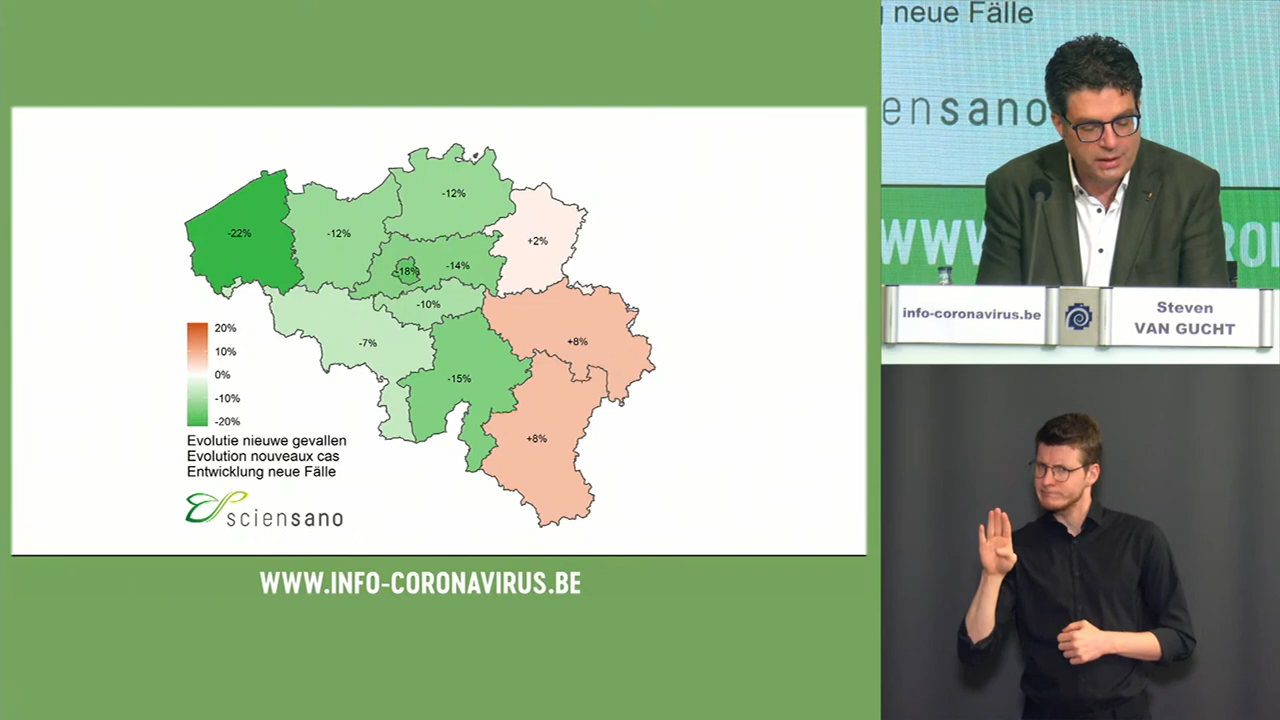 -12%
-22%
-12%
+2%
-18%
-14%
-10%
-7%
+8%
-15%
+8%
20%
10%
0%
-10%
-20%
Evolutie nieuwe gevallen
Evolution nouveaux cas
Entwicklung neue Fälle
sciensano
WWW.INFO-CORONAVIRUS.BE
neue Fälle
ciensano
WWW
ROI
info-coronavirus.be
Steven
VAN GUCHT